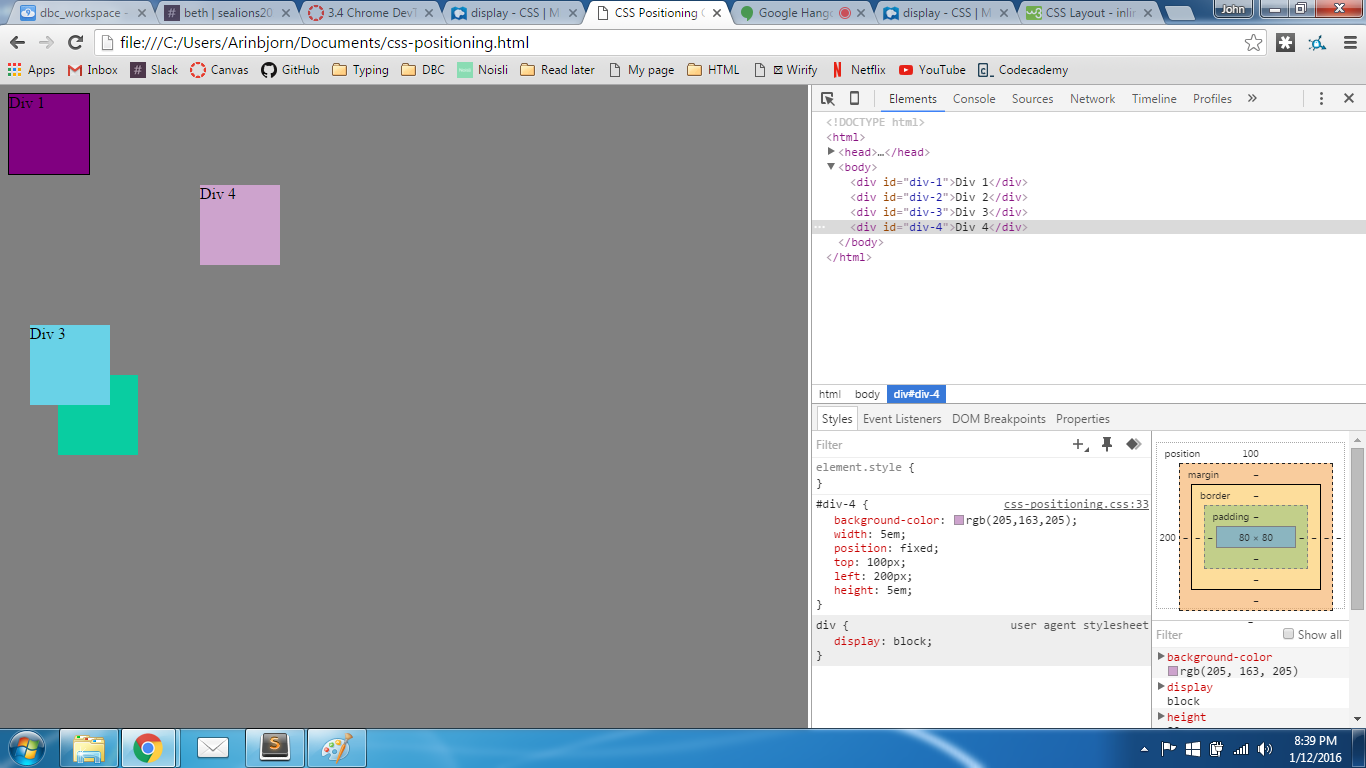 dbc_workspace -
beth | sealions20
3.4 Chrome DevT
display - CSS | M
CSS Positioning
Google Hang
display - CSS | M
CSS Layout - inli
John
file:///C:/Users/Arinbjorn/Documents/css-positioning.html
Apps
Inbox
Slack
Canvas
GitHub
Typing
DBC
Noisli
Read later
My page
HTML
Wirify
Netflix
YouTube
Codecademy
Div 1
Div 4
Div 3
Elements
Console
Sources
Network
Timeline
Profiles
<!DOCTYPE html>
<html>
<head>…</head>
<body>
<div id="div-1">Div 1</div>
<div id="div-2">Div 2</div>
<div id="div-3">Div 3</div>
<div id="div-4">Div 4</div>
</body>
</html>
html
body
div#div-4
Styles
Event Listeners
DOM Breakpoints
Properties
Filter
element.style {
}
#div-4 {
css-positioning.css:33
background-color: rgb(205,163,205);
width: 5em;
position: fixed;
top: 100px;
left: 200px;
height: 5em;
}
div {
user agent stylesheet
display: block;
}
position
100
margin
-
border
-
padding
-
200
-
-
-
80 × 80
-
-
-
-
-
-
-
Filter
Show all
background-color
rgb(205, 163, 205)
display
block
height
8:39 PM
1/12/2016